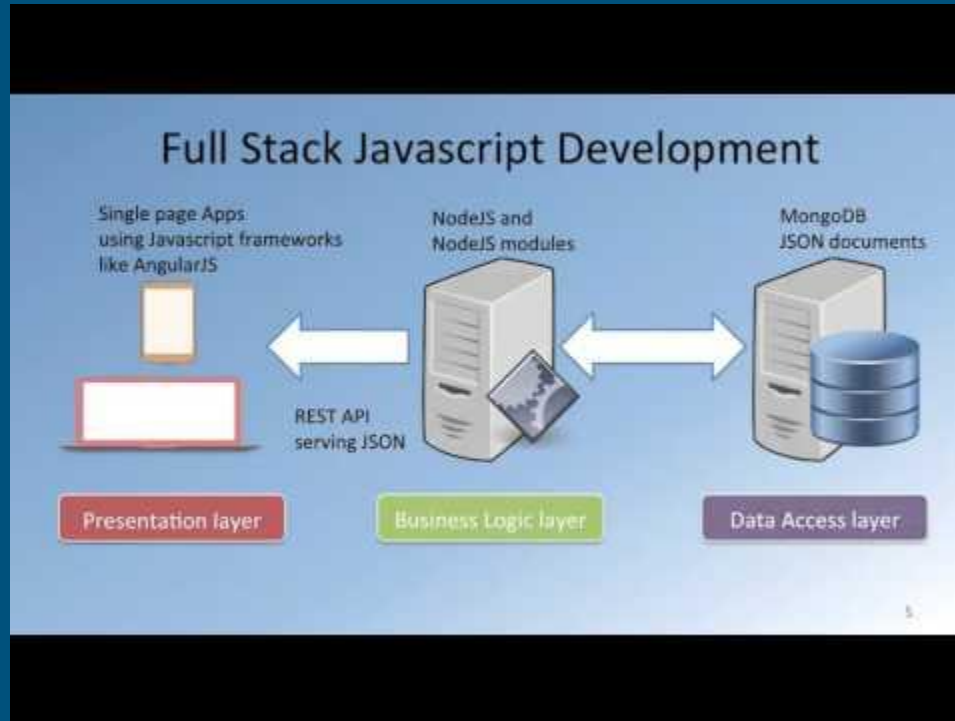 Full Stack Javascript Development
Single page Apps
using Javascript frameworks
like AngularJS
NodeJS and
NodeJS modules
MongoDB
JSON documents
REST API
serving JSON
Presentation layer
Business Logic layer
Data Access layer
5